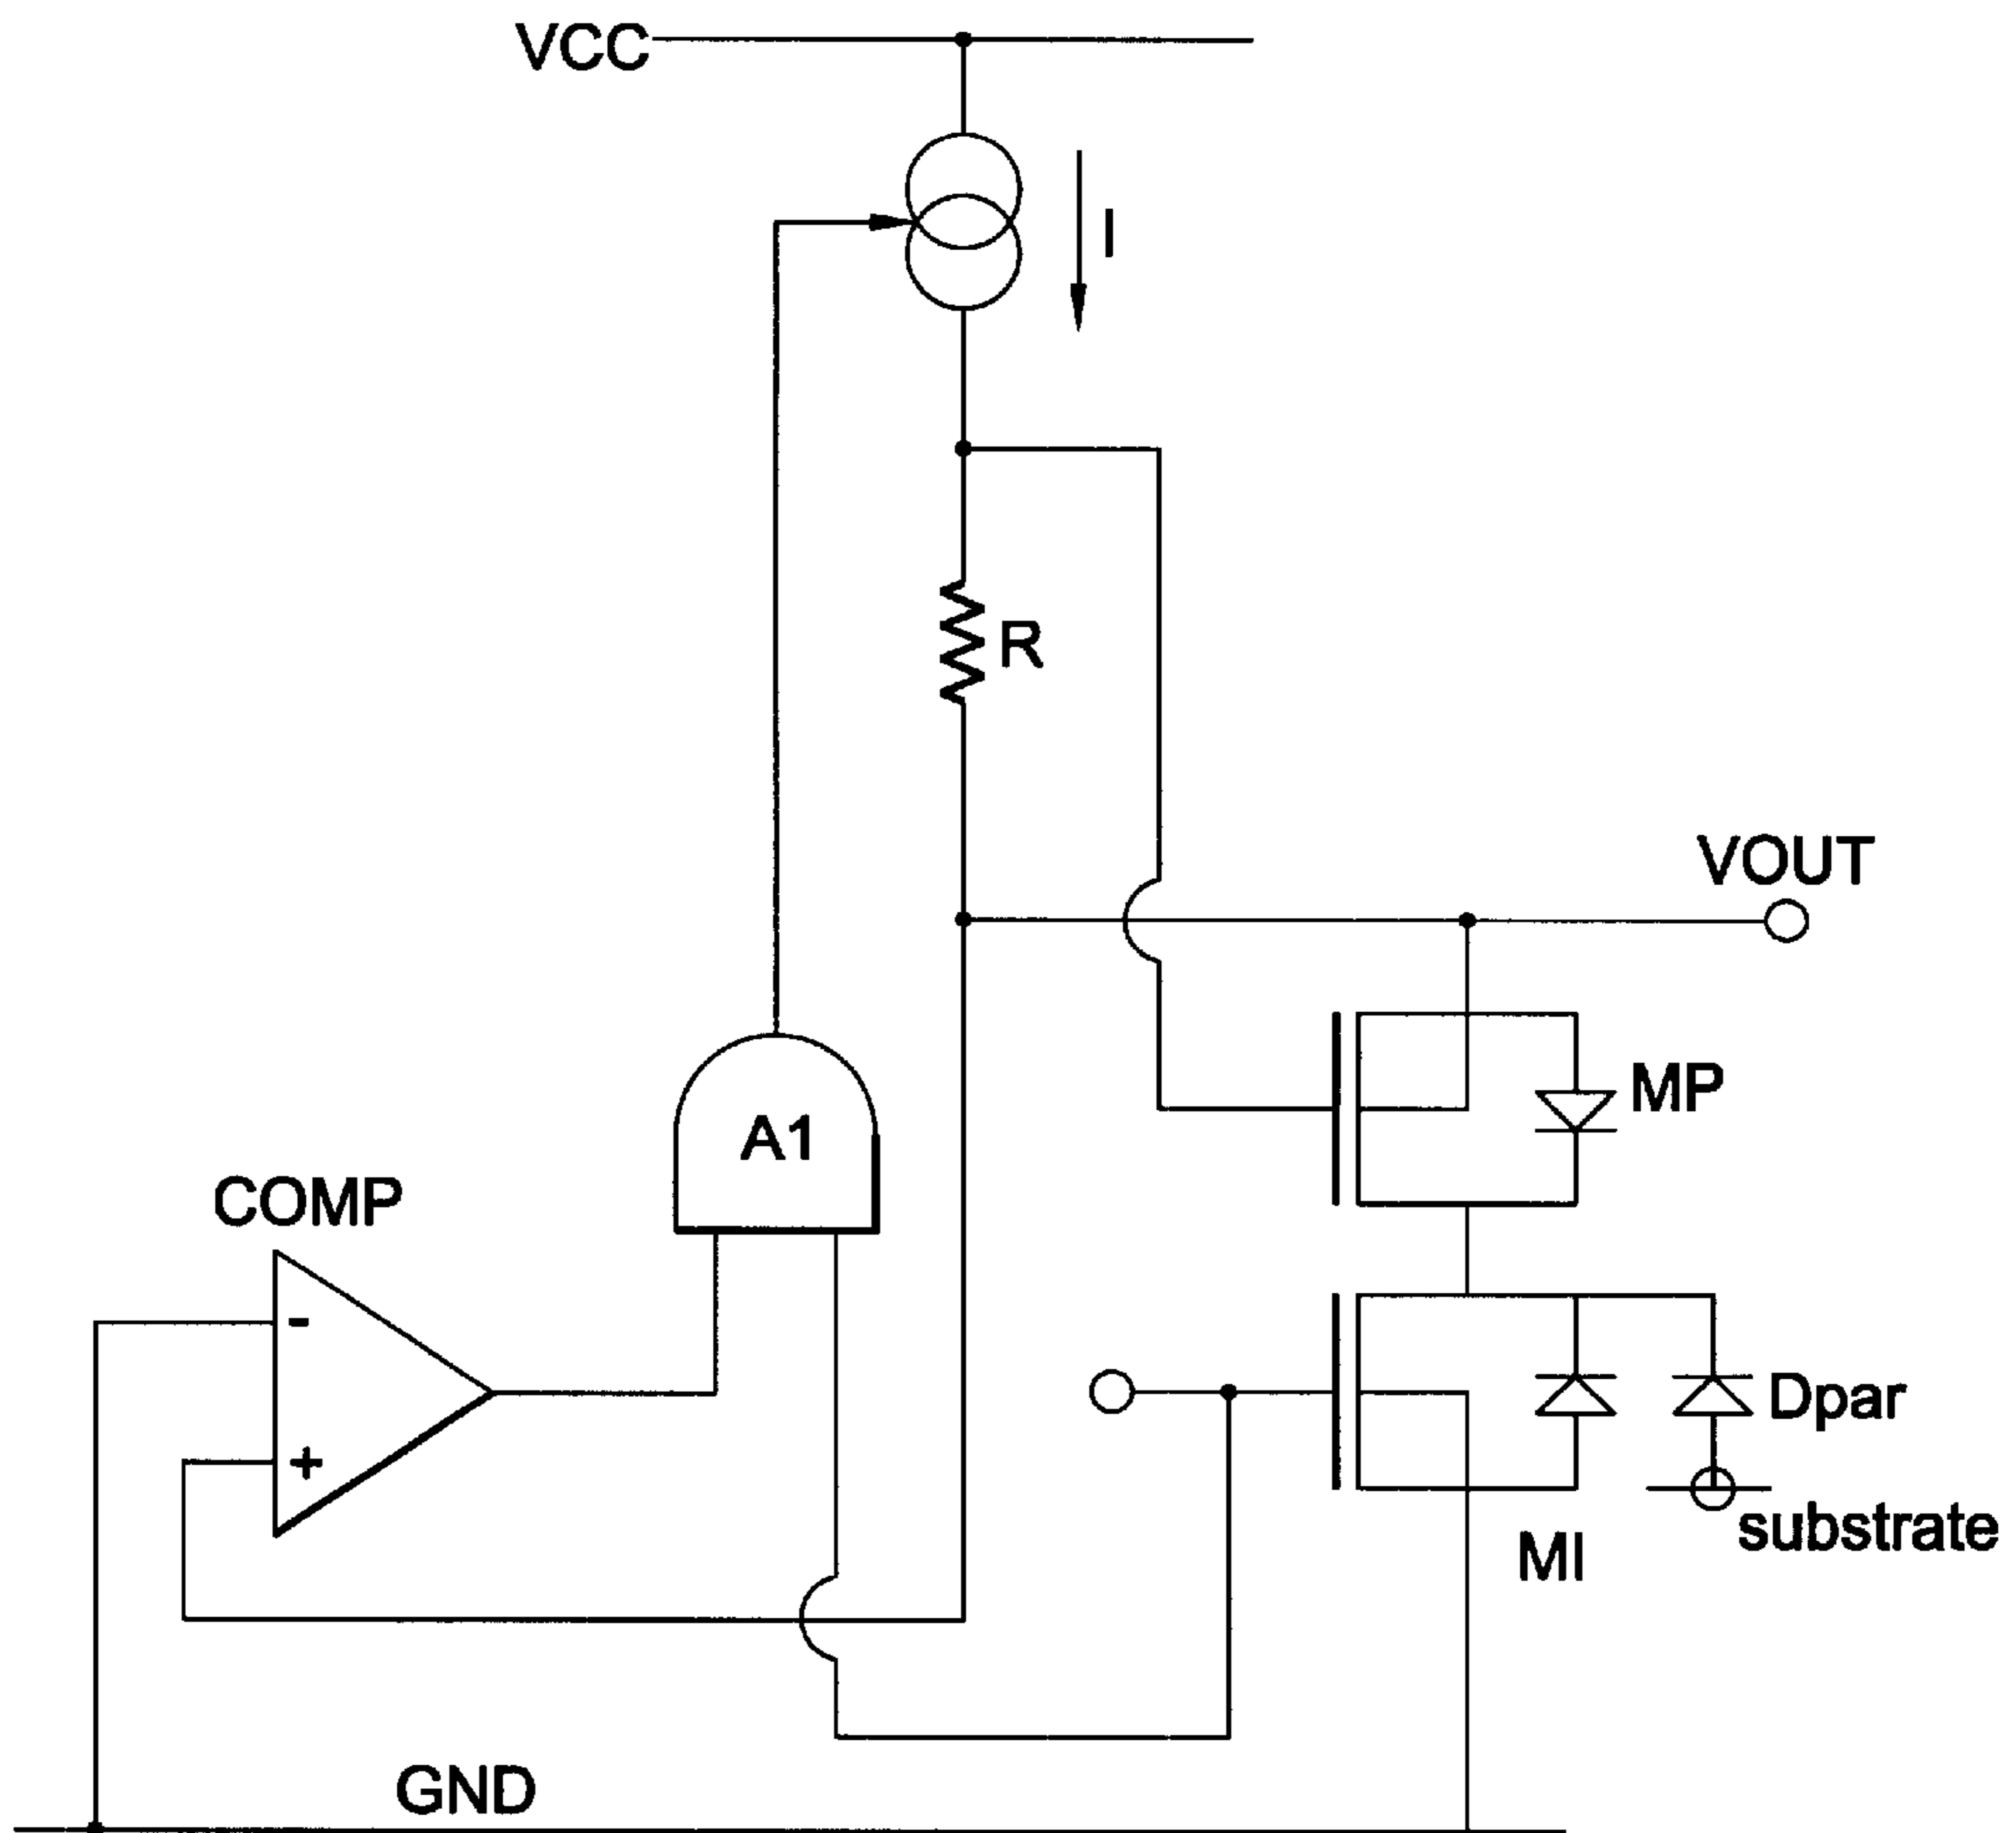 VCC
I
R
VOUT
MP
A1
COMP
-
Dpar
+
substrate
MI
GND